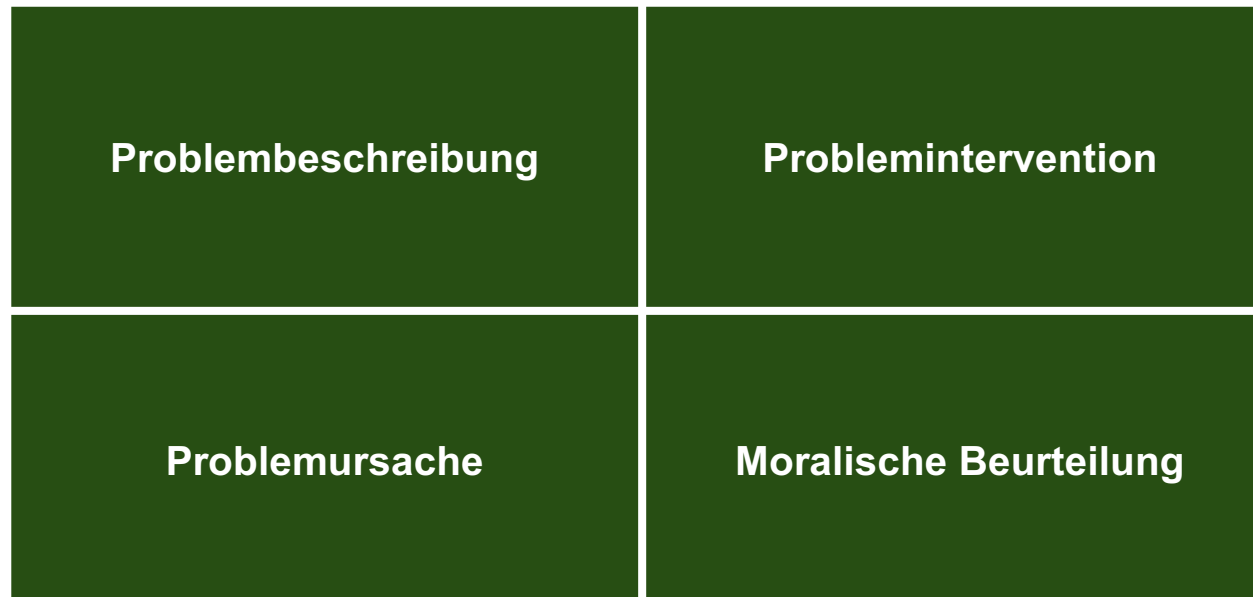 Problembeschreibung
Problemintervention
Problemursache
Moralische Beurteilung